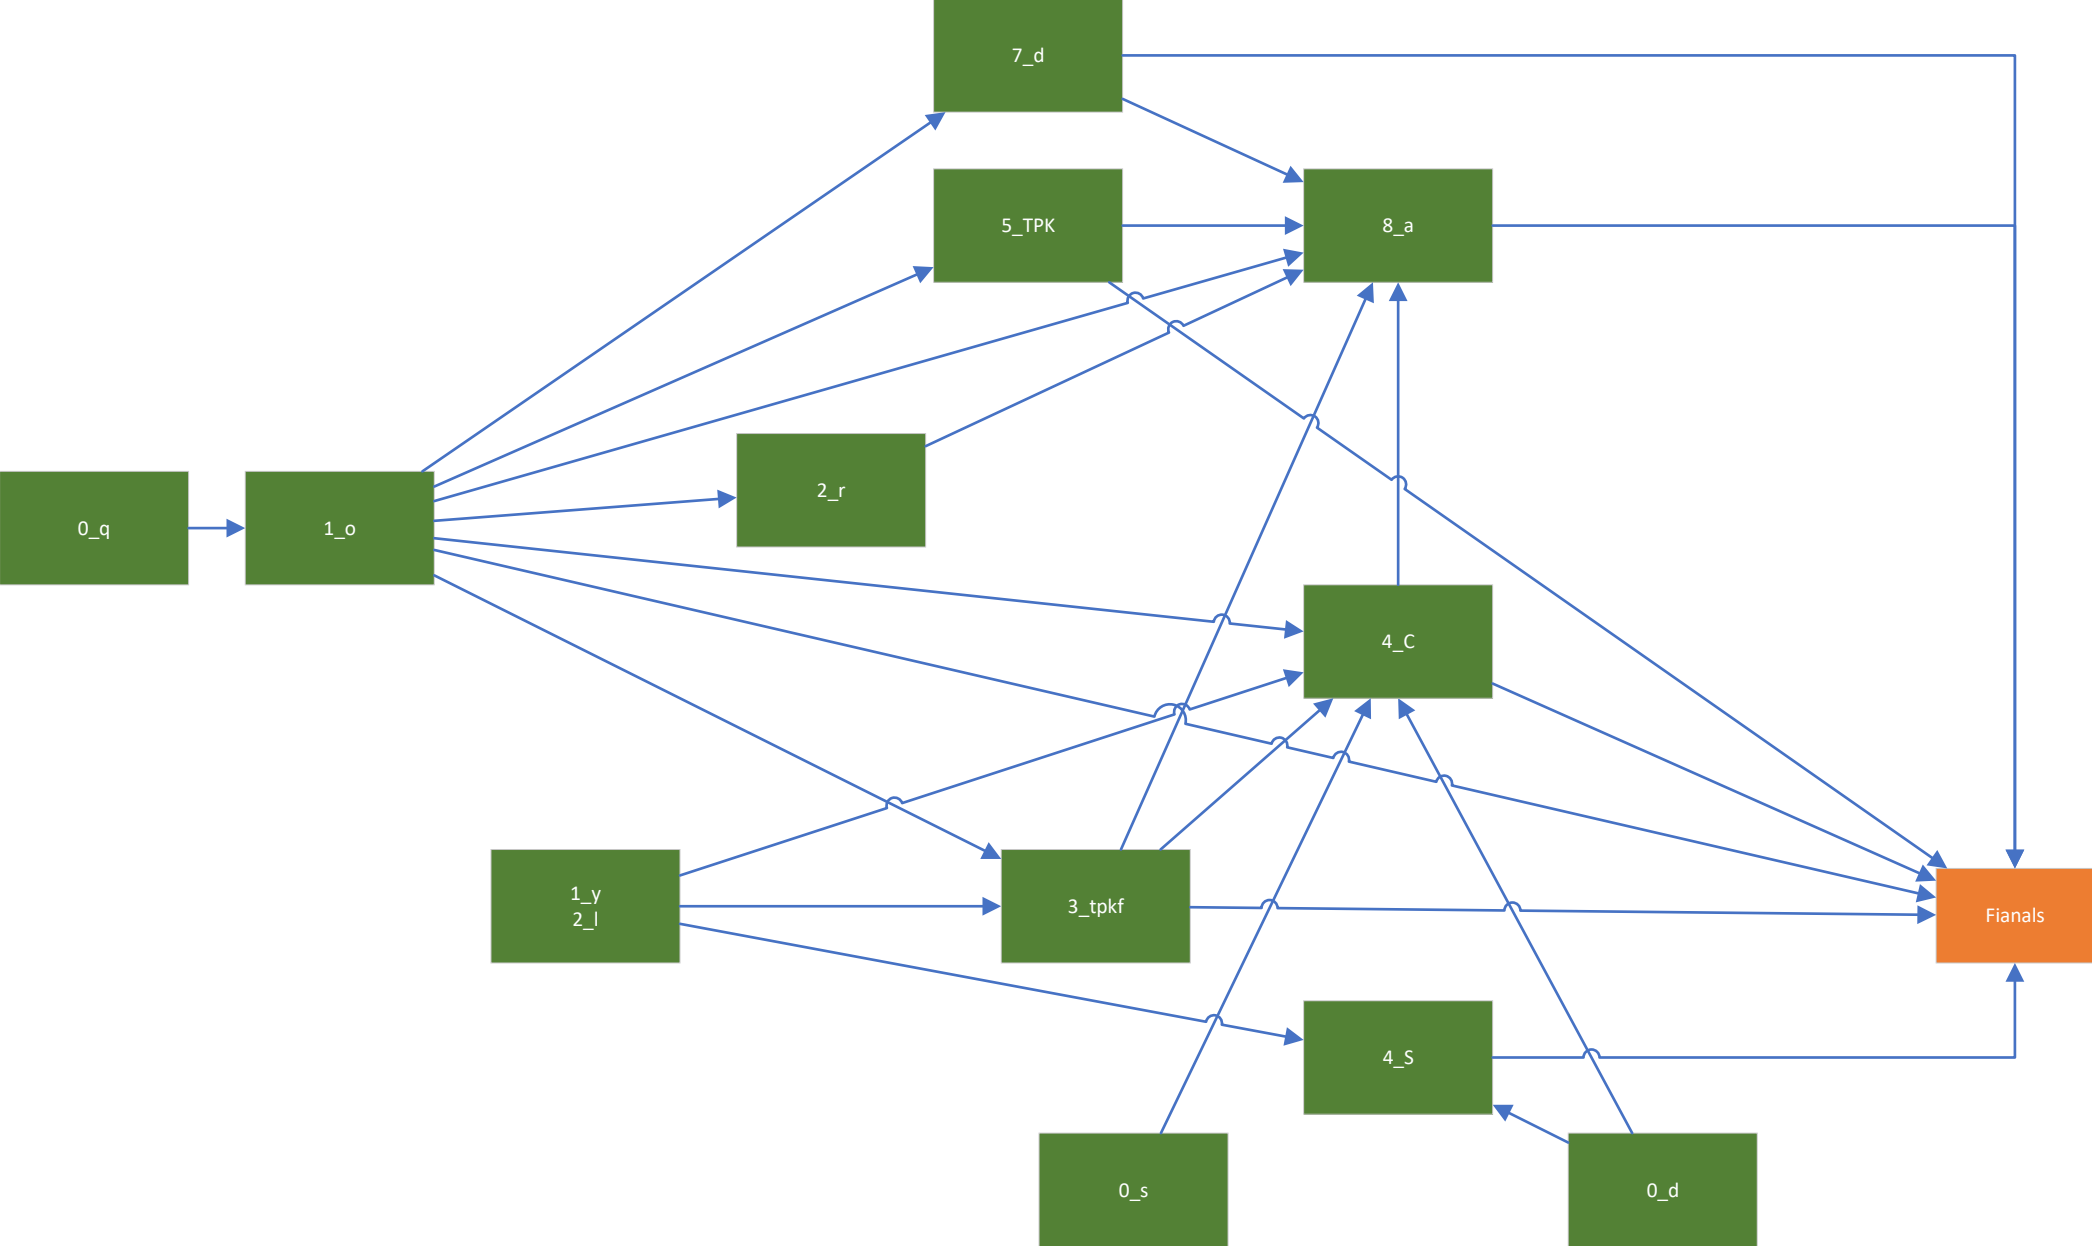 7_d
5_TPK
8_a
2_r
0_q
1_o
4_C
1_y
2_l
3_tpkf
Fianals
4_S
0_s
0_d